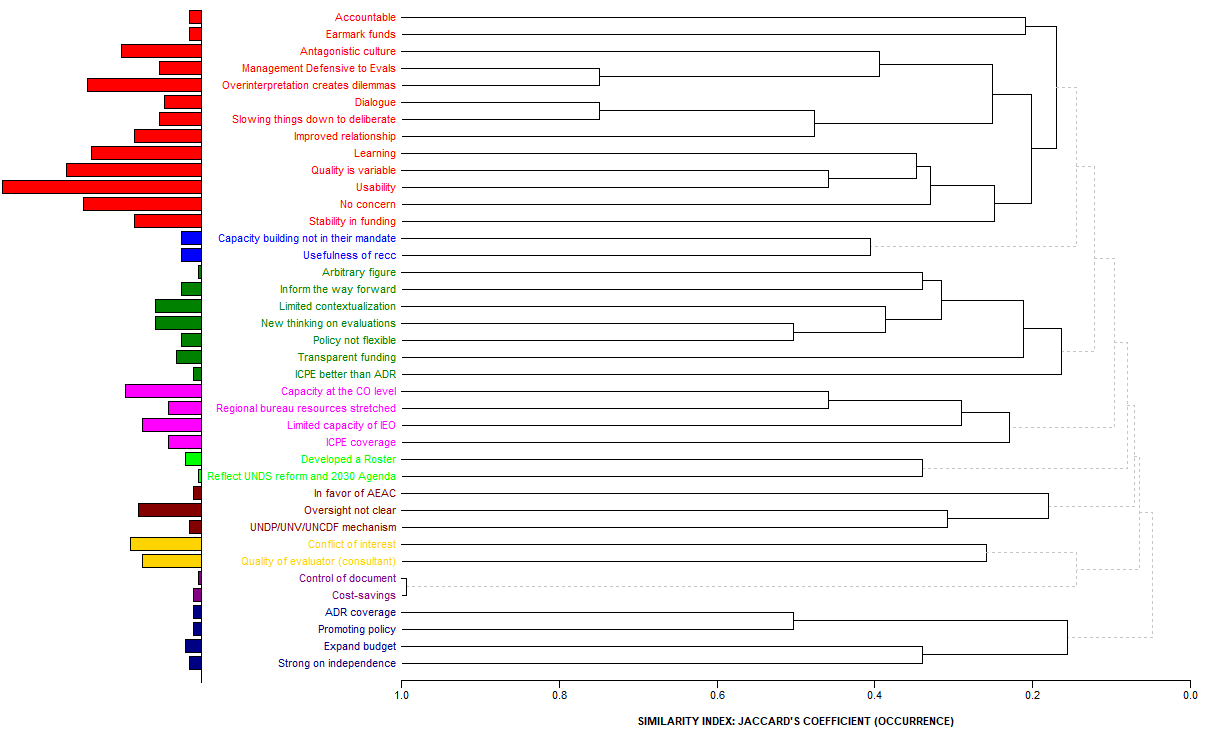 Accountable
Earmark funds
Antagonistic culture
Management Defensive to Evals
Overinterpretation creates dilemmas
Dialogue
Slowing things down to deliberate
Improved relationship
Learning
Quality is variable
Usability
No concern
Stability in funding
Capacity building not in their mandate
Usefulness of recc
Arbitrary figure
Inform the way forward
Limited contextualization
New thinking on evaluations
Policy not flexible
Transparent funding
ICPE better than ADR
Capacity at the CO level
Regional bureau resources stretched
Limited capacity of IEO
ICPE coverage
Developed a Roster
Reflect UNDS reform and 2030 Agenda
In favor of AEAC
Oversight not clear
UNDP/UNV/UNCDF mechanism
Conflict of interest
Quality of evaluator (consultant)
Control of document
Cost-savings
ADR coverage
Promoting policy
Expand budget
Strong on independence
1.0 0.8 0.6 0.4 0.2 0.0
SIMILARITY INDEX: JACCARD'S COEFFICIENT (OCCURRENCE)